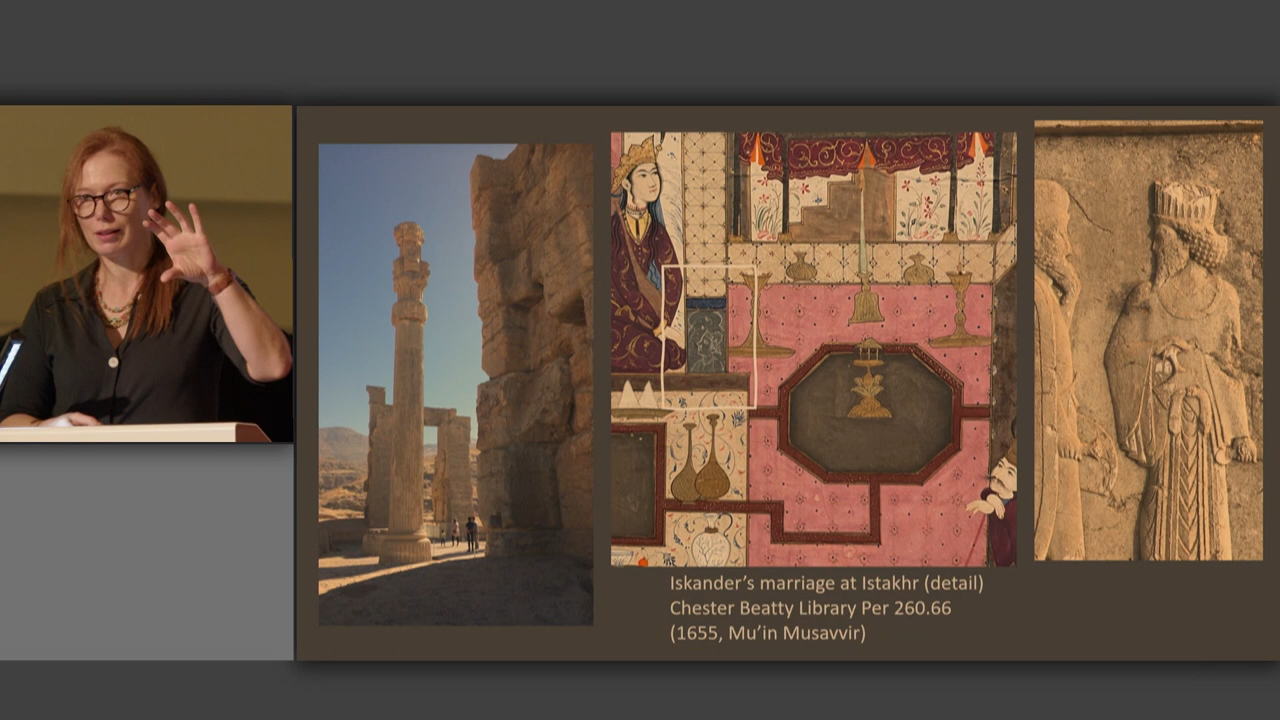 Iskander’s marriage at Istakhr (detail)
Chester Beatty Library Per 260.66
(1655, Mu’in Musavvir)